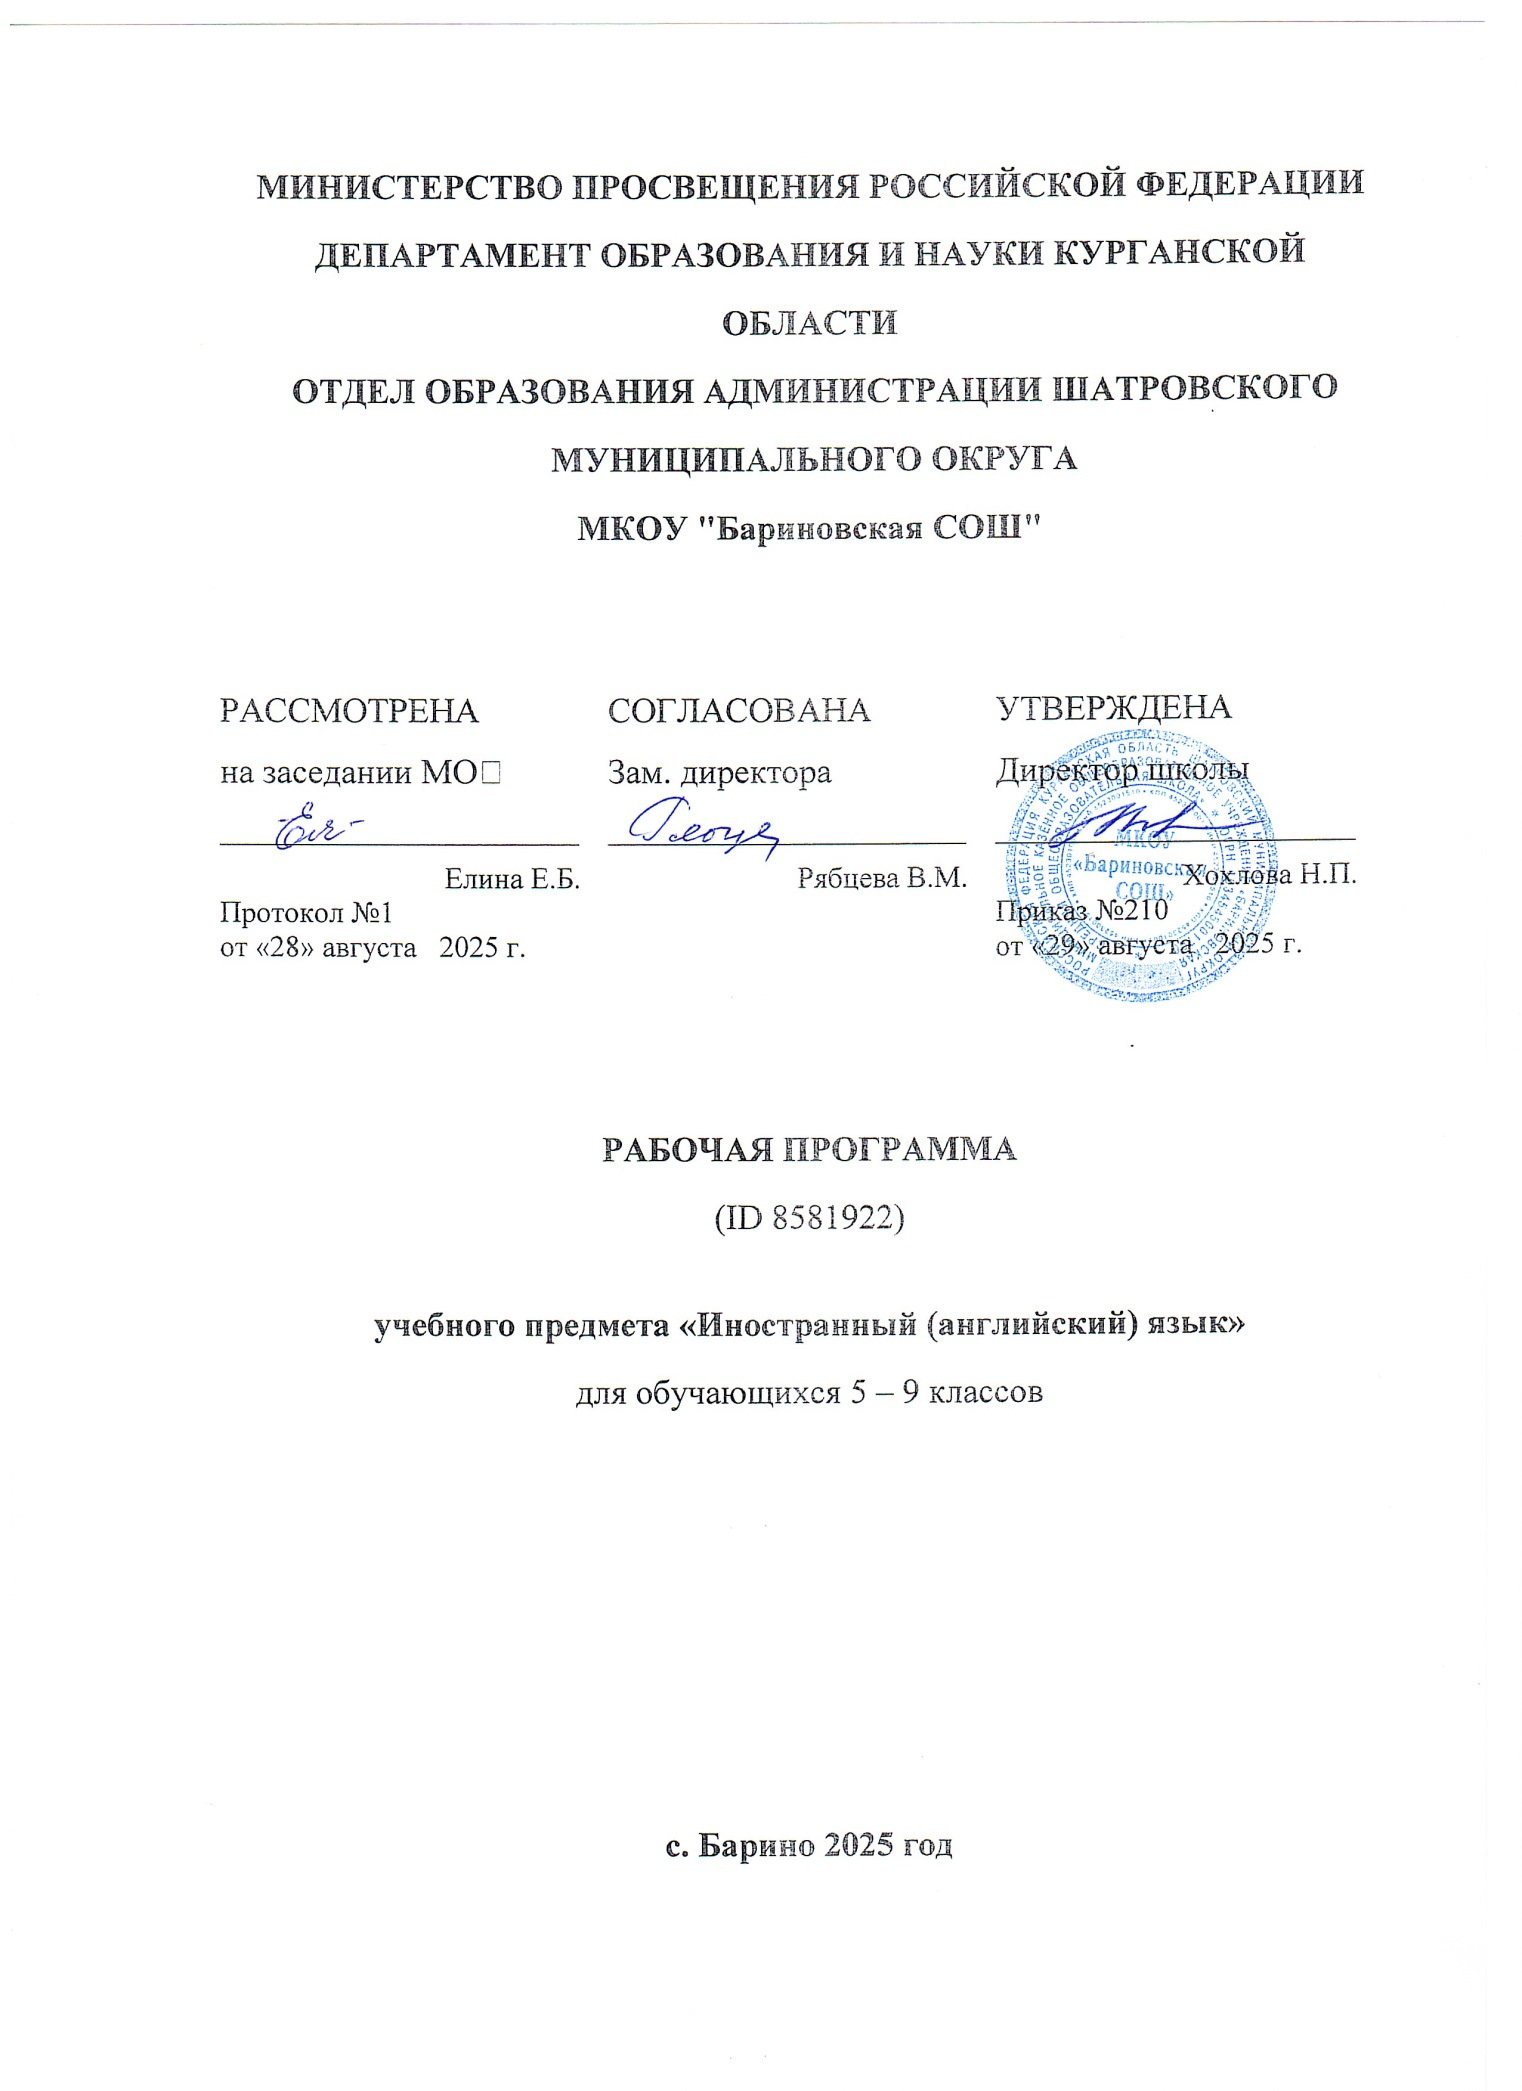 МИНИСТЕРСТВО ПРОСВЕЩЕНИЯ РОССИЙСКОЙ ФЕДЕРАЦИИ
ДЕПАРТАМЕНТ ОБРАЗОВАНИЯ И НАУКИ КУРГАНСКОЙ
ОБЛАСТИ
ОТДЕЛ ОБРАЗОВАНИЯ АДМИНИСТРАЦИИ ШАТРОВСКОГО
МУНИЦИПАЛЬНОГО ОКРУГА
МКОУ "Бариновская СОШ"
РАССМОТРЕНА
на заседании МО
Елина Е.Б.
Протокол №1
от «28» августа 2025 г.
СОГЛАСОВАНА
Зам. директора
Рябцева В.М.
УТВЕРЖДЕНА
Директор школы
Хохлова Н.П.
Приказ №210
от «29» августа 2025 г.
МКОУ
«Бариновская
СОШ»
РАБОЧАЯ ПРОГРАММА
(ID 8581922)
учебного предмета «Иностранный (английский) язык»
для обучающихся 5 – 9 классов
с. Барино 2025 год